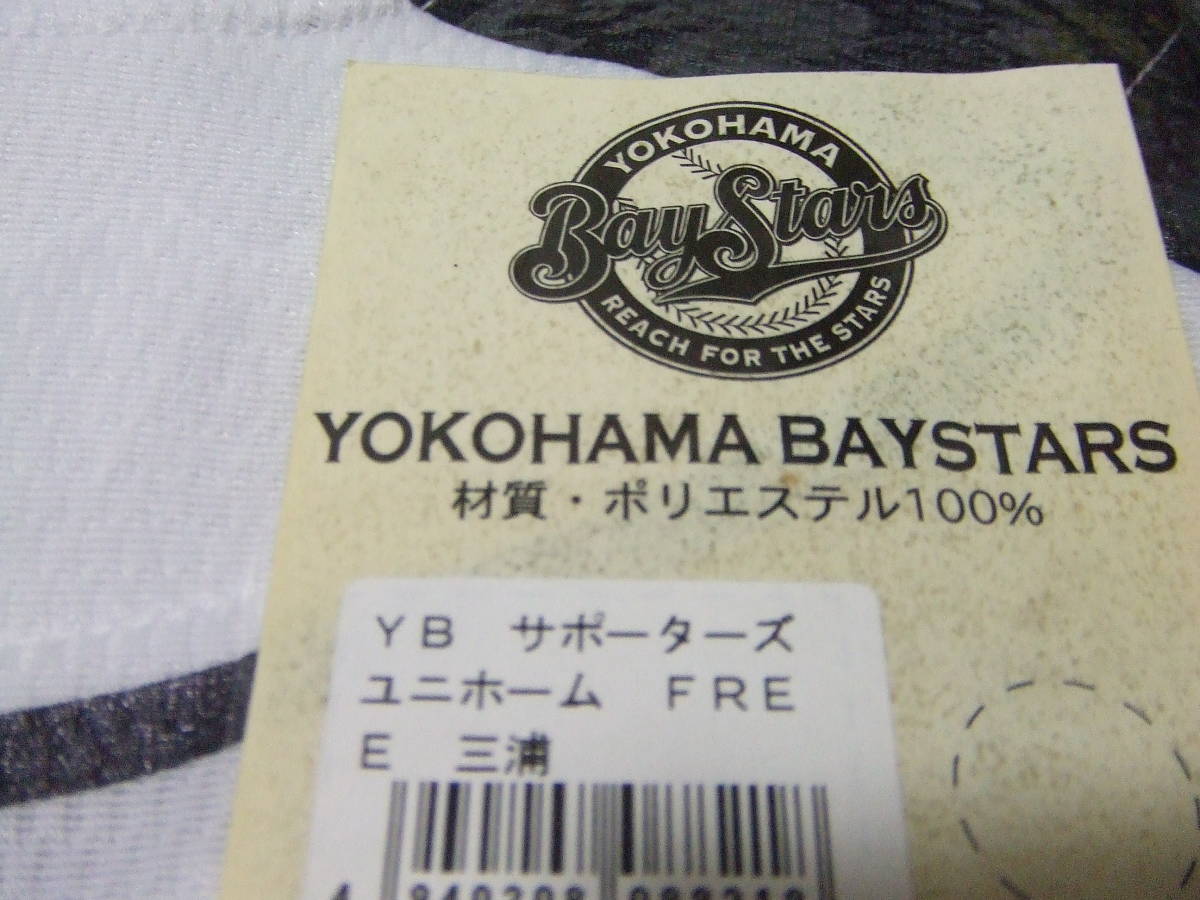 YOKOHAMA
BayStars
REACH FOR THE STARS
YOKOHAMA BAYSTARS
材質・ポリエステル100%
YB サポーターズ
ユニホーム FRE
E 三浦